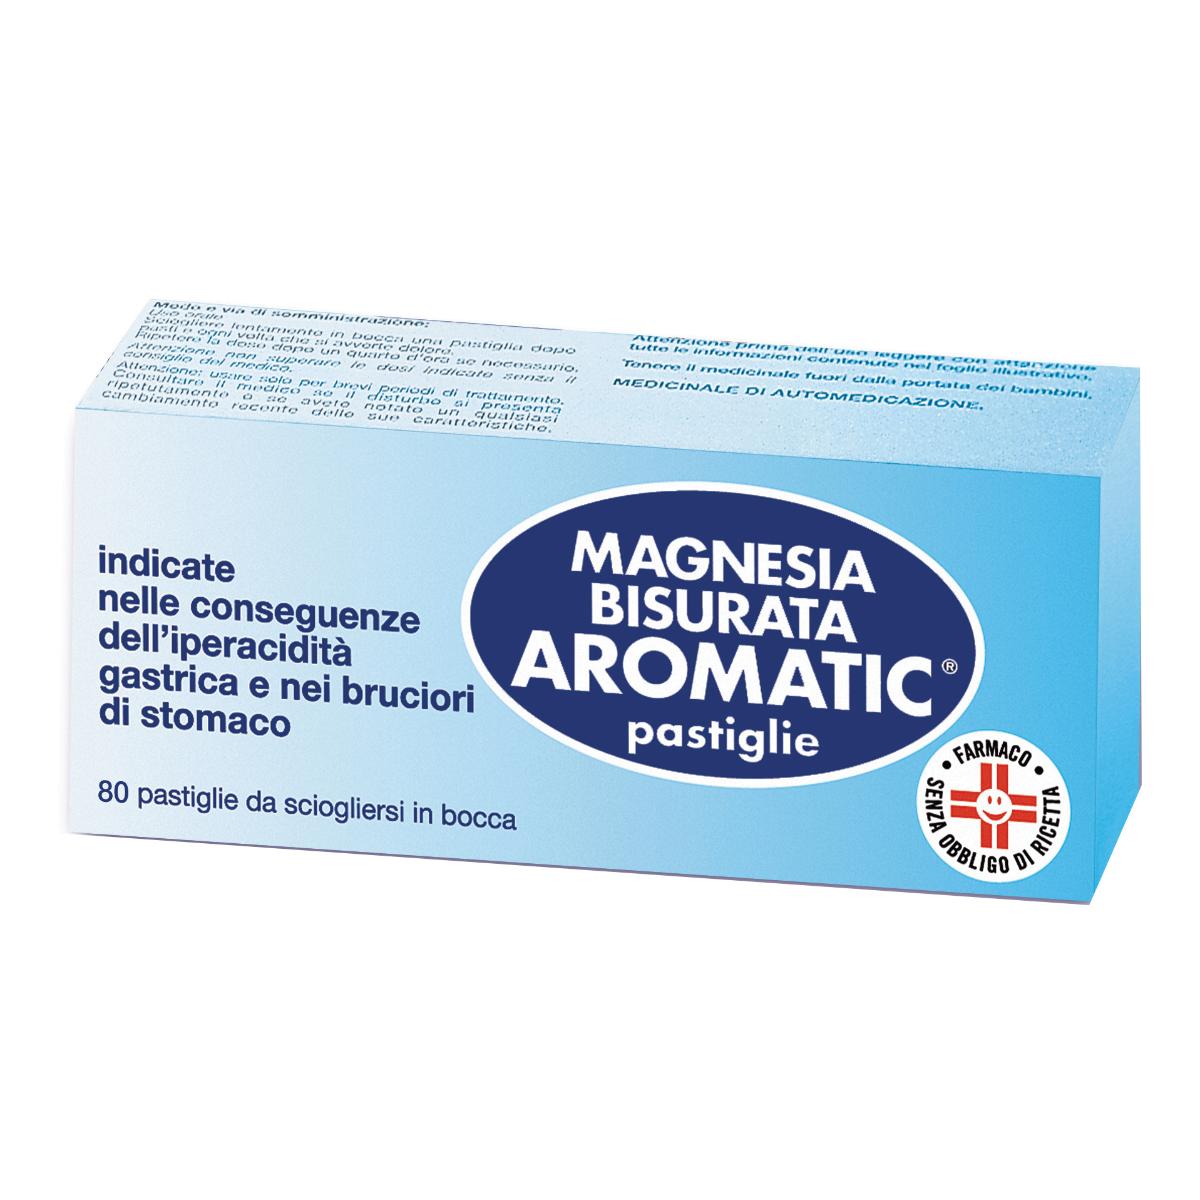 Modo e via di somministrazione:
Uso orale
Sciogliere lentamente in bocca una pastiglia dopo
pasti e ogni volta che si avverte dolore.
Ripetere la dose dopo un quarto d'ora se necessario.
Attenzione non superare le dosi indicate senza il
consiglio del medico.
Attenzione: usare solo per brevi periodi di trattamento.
Consultare il medico se il disturbo si presenta
ripetutamente o se avete notato un qualsiasi
cambiamento recente delle sue caratteristiche.
Attenzione prima dell'uso leggere con attenzione
tutte le informazioni contenute nel foglio illustrativo.
Tenere il medicinale fuori dalla portata dei bambini.
MEDICINALE DI AUTOMEDICAZIONE.
indicate
nelle conseguenze
dell'iperacidità
gastrica e nei bruciori
di stomaco
80 pastiglie da sciogliersi in bocca
MAGNESIA
BISURATA
AROMATIC®
pastiglie
• FARMACO •
SENZA OBBLIGO DI RICETTA